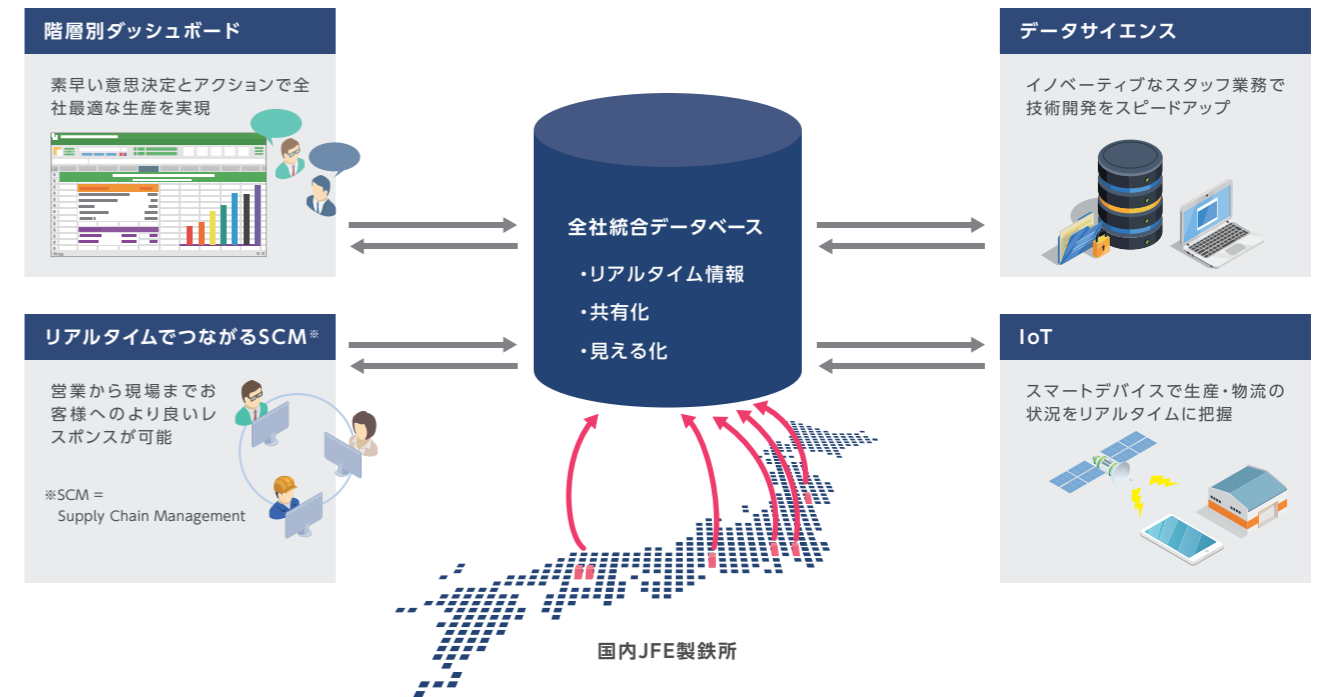 階層別ダッシュボード
素早い意思決定とアクションで全
社最適な生産を実現
リアルタイムでつながるSCM※
営業から現場までお
客様へのより良いレ
スポンスが可能
※SCM =
Supply Chain Management
全社統合データベース
・リアルタイム情報
・共有化
・見える化
国内JFE製鉄所
データサイエンス
イノベーティブなスタッフ業務で
技術開発をスピードアップ
IoT
スマートデバイスで生産・物流の
状況をリアルタイムに把握